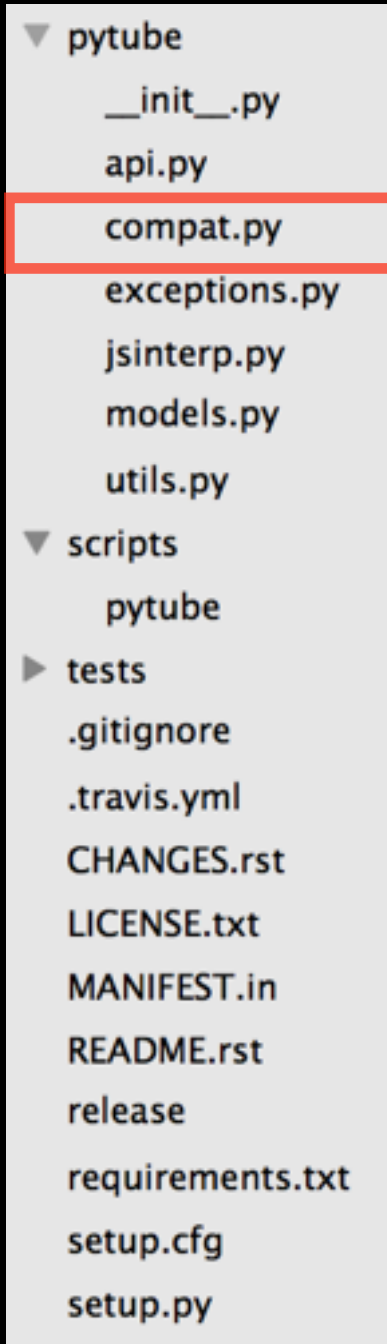 pytube
__init__.py
api.py
compat.py
exceptions.py
jsinterp.py
models.py
utils.py
scripts
pytube
tests
.gitignore
.travis.yml
CHANGES.rst
LICENSE.txt
MANIFEST.in
README.rst
release
requirements.txt
setup.cfg
setup.py